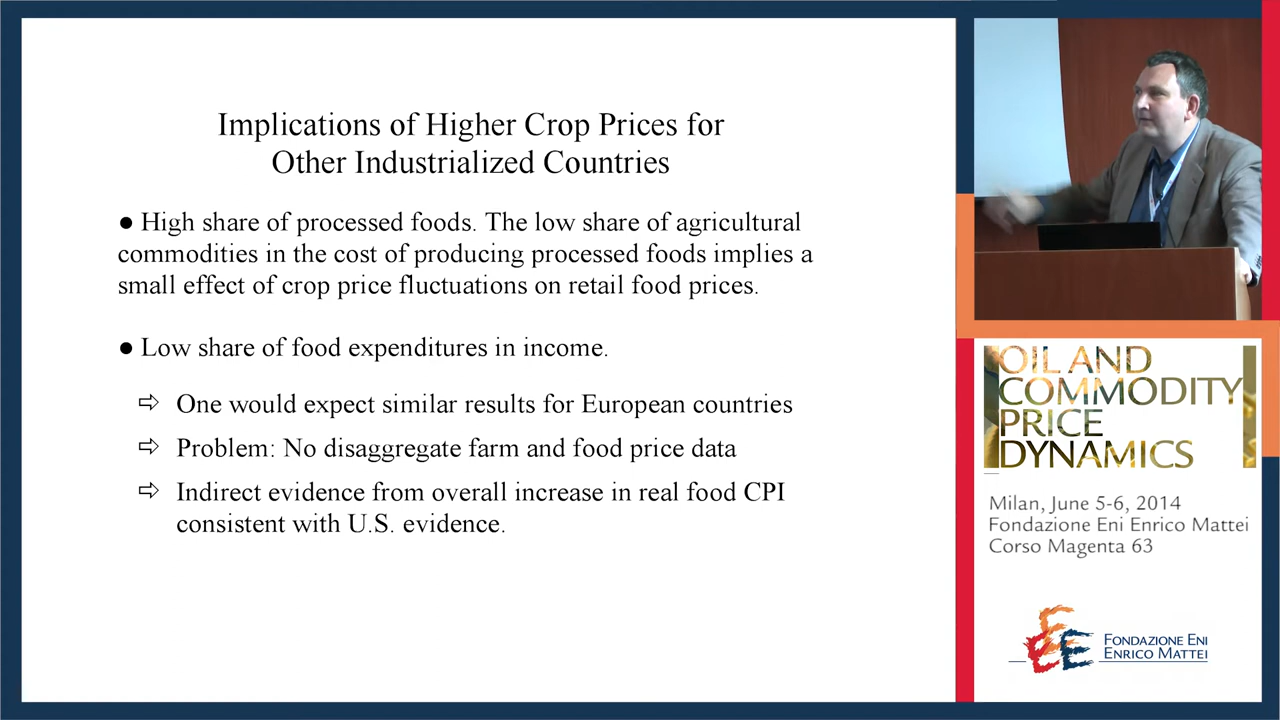 Implications of Higher Crop Prices for
Other Industrialized Countries
● High share of processed foods. The low share of agricultural
commodities in the cost of producing processed foods implies a
small effect of crop price fluctuations on retail food prices.
● Low share of food expenditures in income.
⇨ One would expect similar results for European countries
⇨ Problem: No disaggregate farm and food price data
⇨ Indirect evidence from overall increase in real food CPI
consistent with U.S. evidence.
OIL AND
COMMODITY
PRICE
DYNAMICS
Milan, June 5-6, 2014
Fondazione Eni Enrico Mattei
Corso Magenta 63
FONDAZIONE ENI
ENRICO MATTEI